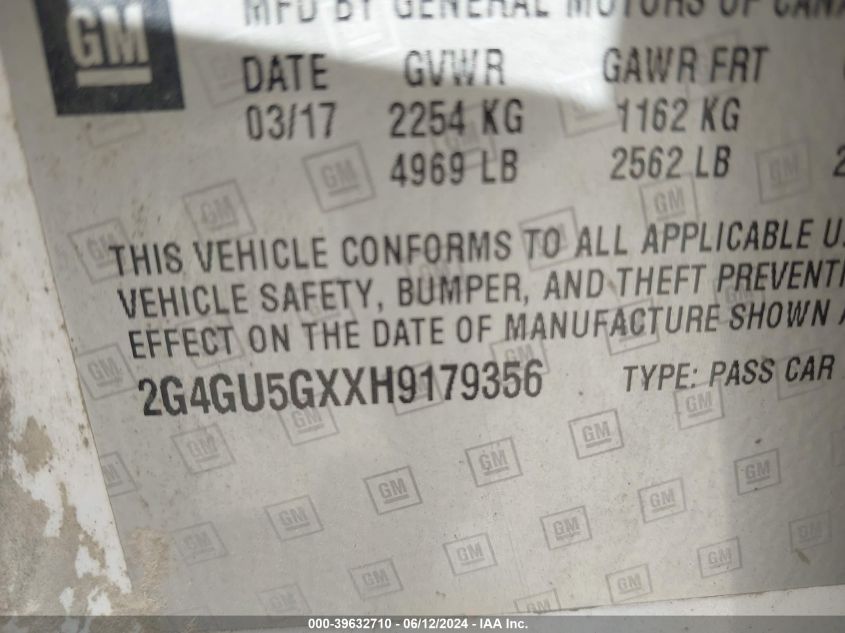 GM
MFD BY GENERAL MOTORS OF
DATE GVWR GAWR FRT
03/17 2254 KG 1162 KG
4969 LB 2562 LB
THIS VEHICLE CONFORMS TO ALL APPLICABLE U.
VEHICLE SAFETY, BUMPER, AND THEFT PREVENTI
EFFECT ON THE DATE OF MANUFACTURE SHOWN A
2G4GU5GXXH9179356 TYPE: PASS CAR
000-39632710 - 06/12/2024 - IAA Inc.